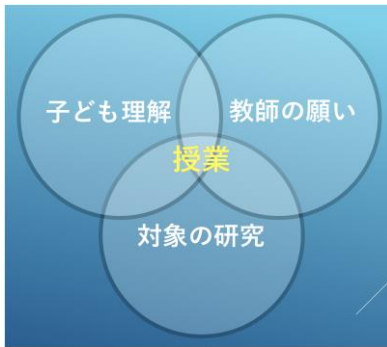 子ども理解
教師の願い
授業
対象の研究